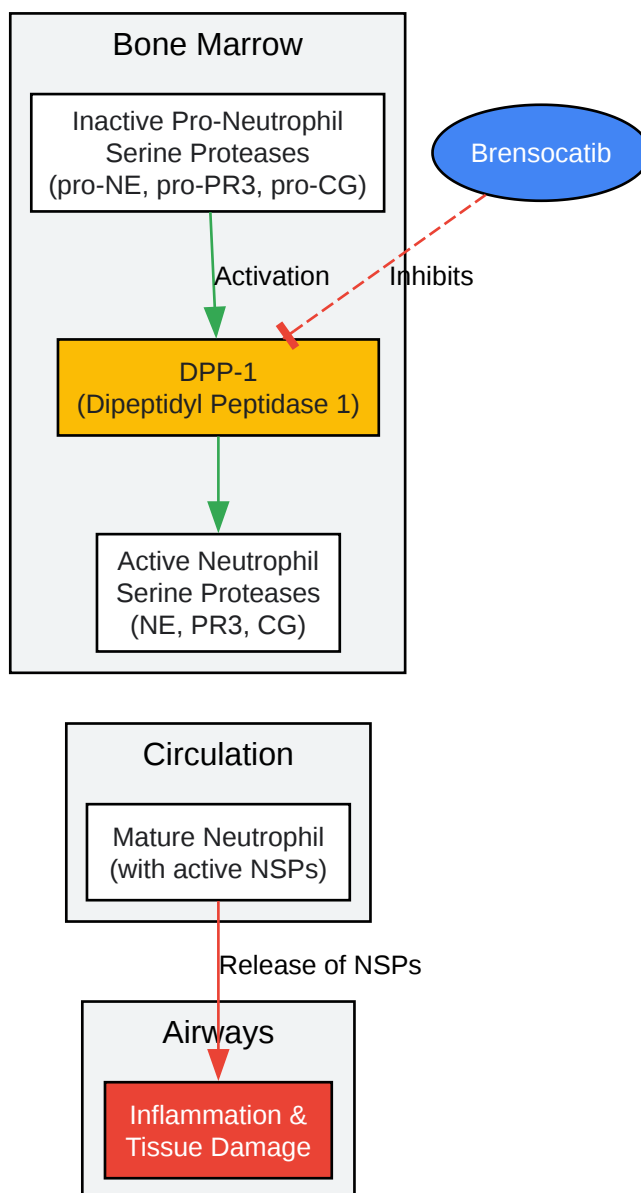 Bone Marrow
Inactive Pro-Neutrophil
Serine Proteases
(pro-NE, pro-PR3, pro-CG)
Brensocatib
Activation
Inhibits
DPP-1
(Dipeptidyl Peptidase 1)
Active Neutrophil
Serine Proteases
(NE, PR3, CG)
Circulation
Mature Neutrophil
(with active NSPs)
Release of NSPs
Airways
Inflammation &
Tissue Damage